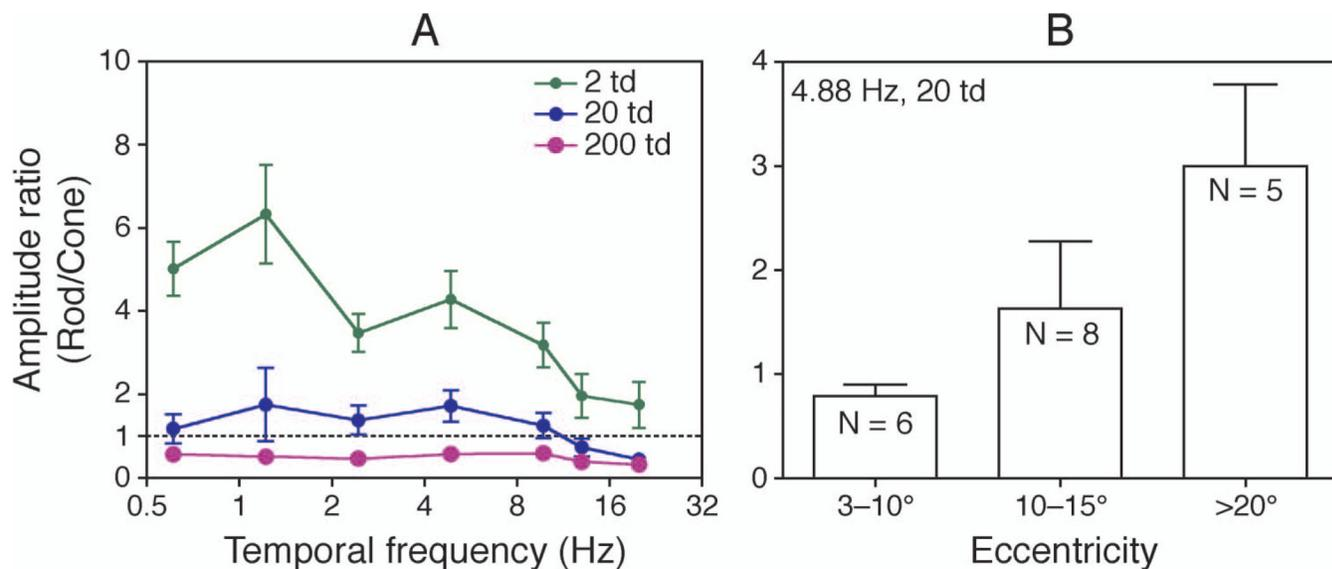 A
Amplitude ratio
(Rod/Cone)
10
8
6
4
2
1
0
2 td
20 td
200 td
0.5 1 2 4 8 16 32
Temporal frequency (Hz)
B
4
3
2
1
0
4.88 Hz, 20 td
N = 6
N = 8
N = 5
3–10° 10–15° >20°
Eccentricity